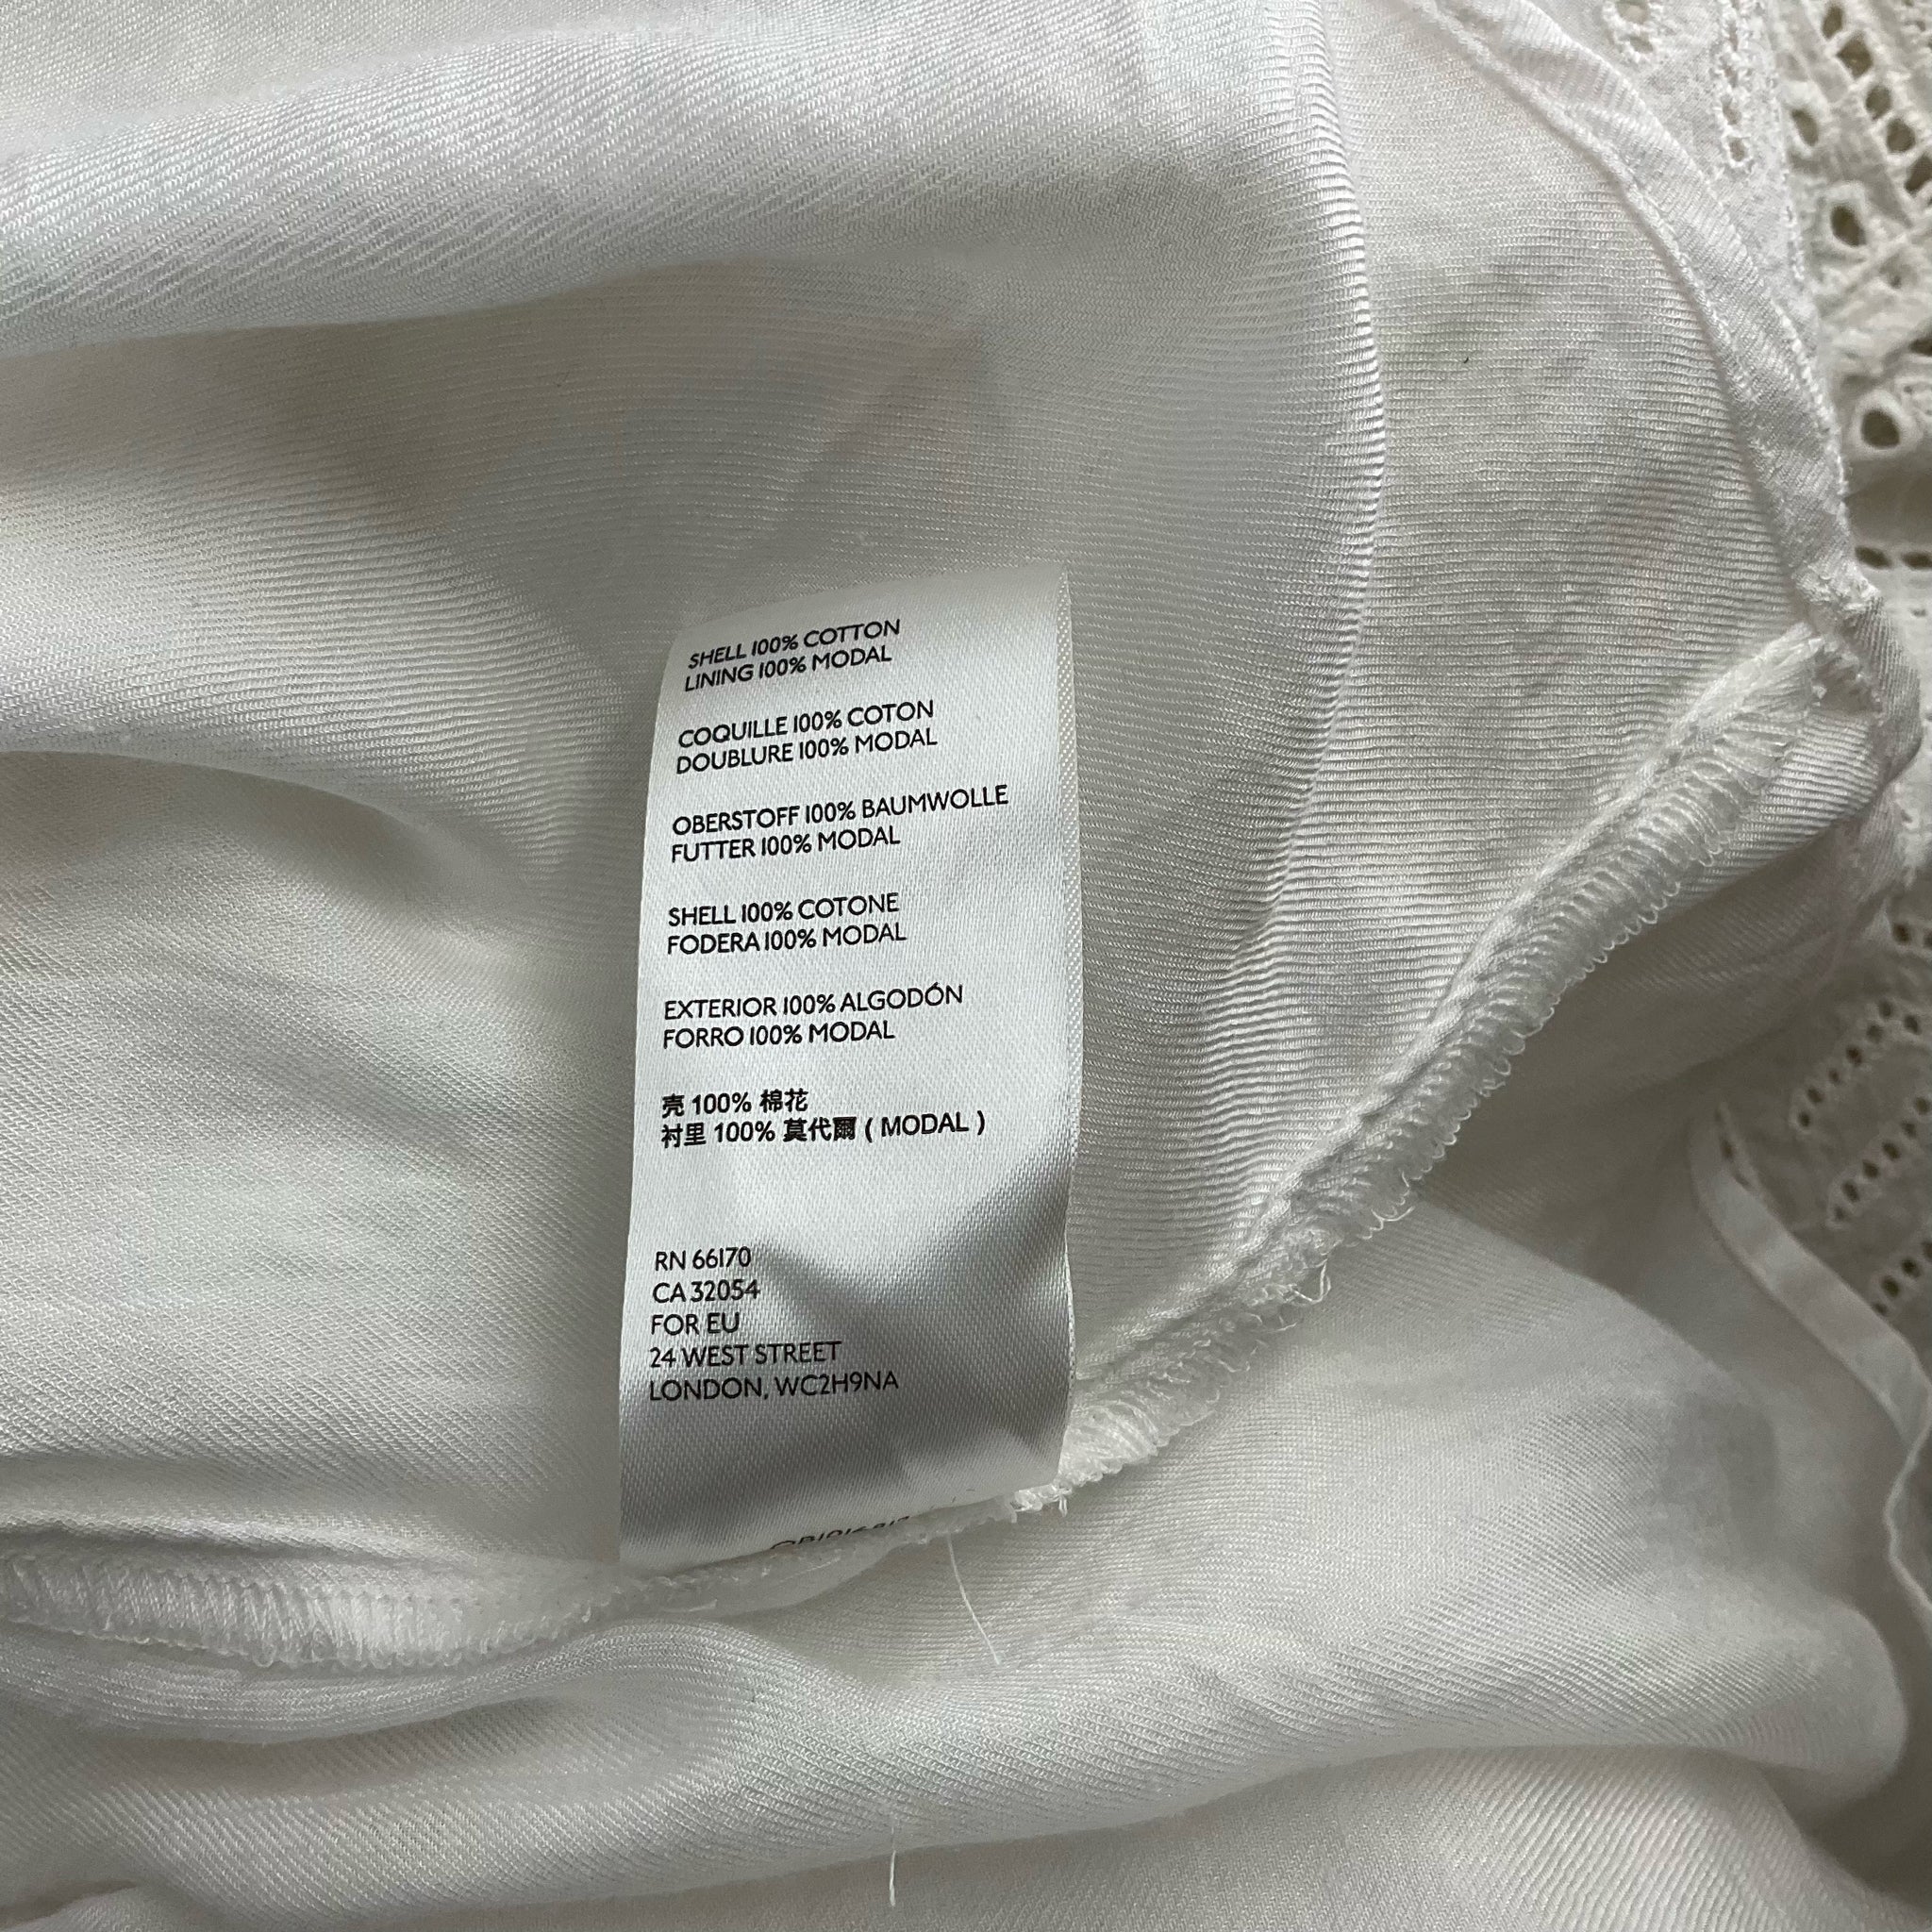 SHELL 100% COTTON
LINING 100% MODAL
COQUILLE 100% COTON
DOUBLURE 100% MODAL
OBERSTOFF 100% BAUMWOLLE
FUTTER 100% MODAL
SHELL 100% COTONE
FODERA 100% MODAL
EXTERIOR 100% ALGODÓN
FORRO 100% MODAL
壳 100% 棉花
衬里 100% 莫代爾 ( MODAL )
RN 66170
CA 32054
FOR EU
24 WEST STREET
LONDON, WC2H9NA